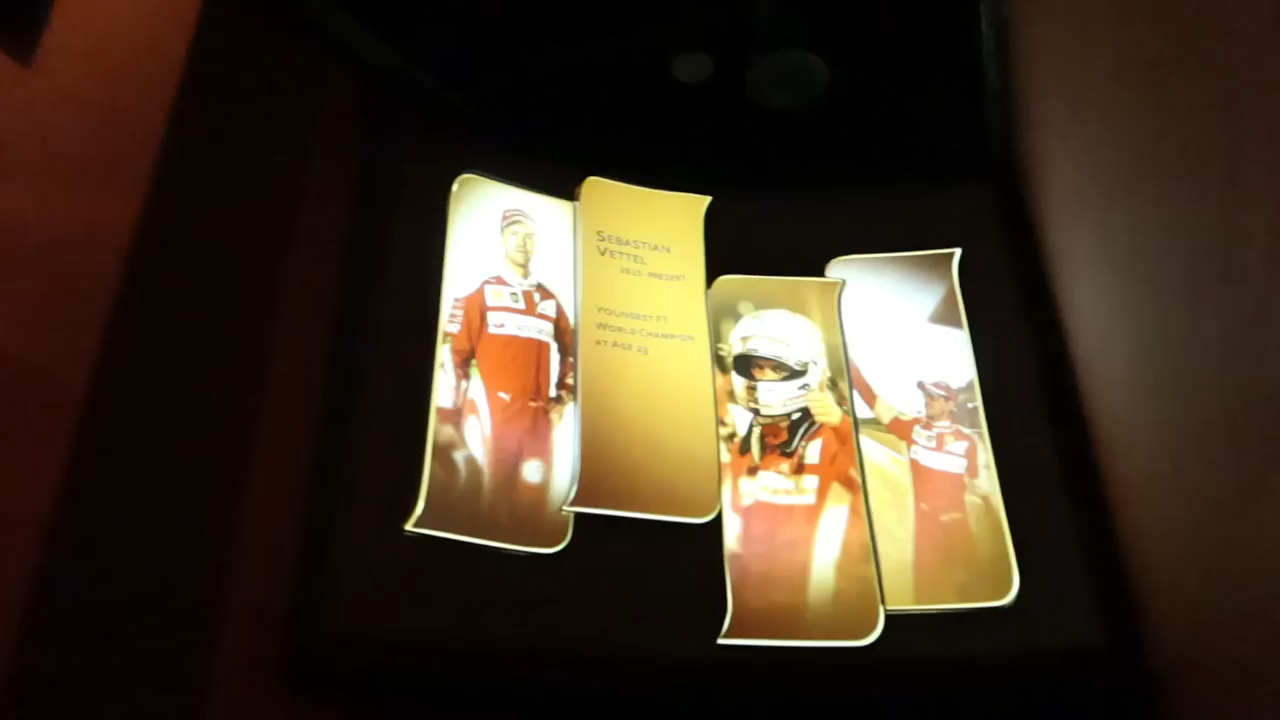 SEBASTIAN
VETTEL
2015-PRESENT
YOUNGEST F1
WORLD CHAMPION
AT AGE 23